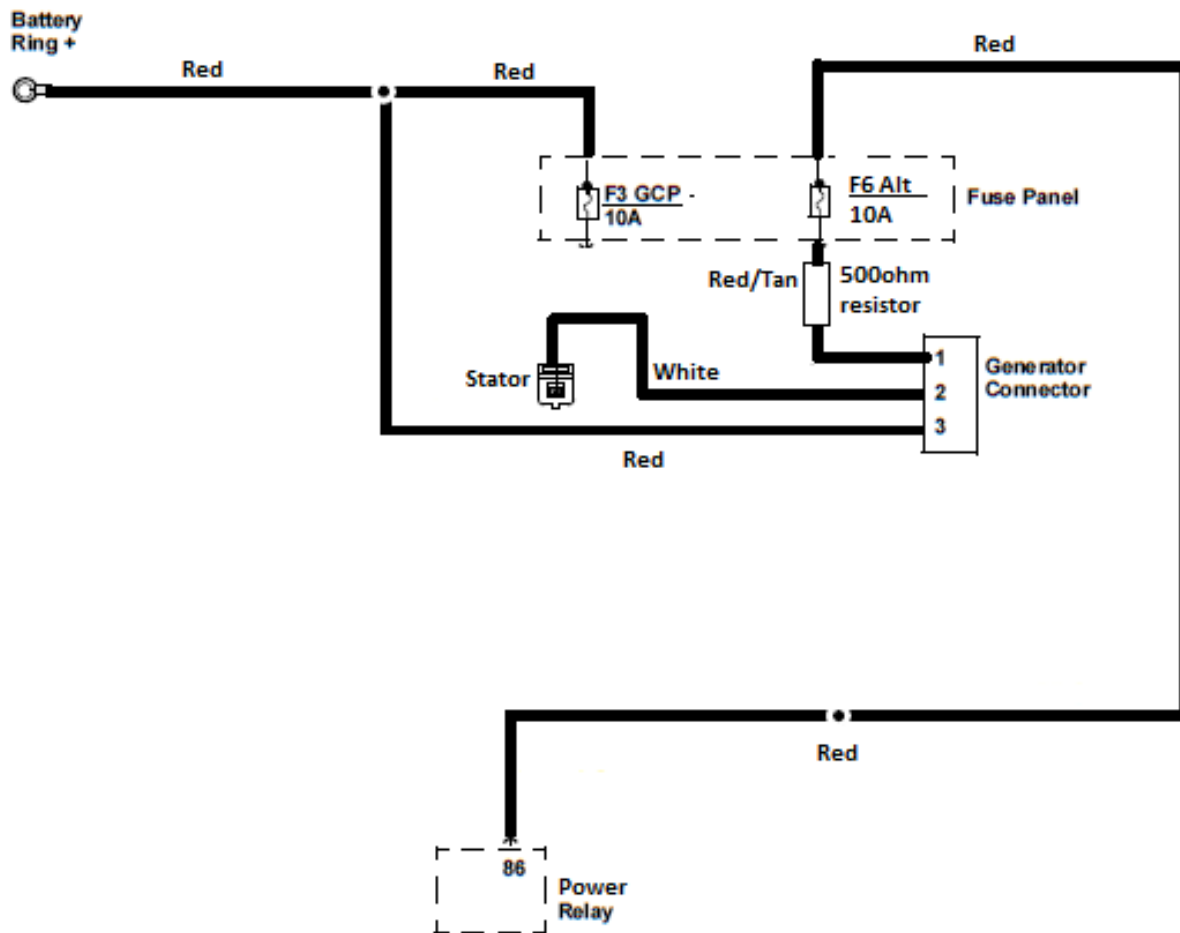 Battery
Ring +
Red
Red
Red
F3 GCP
10A
F6 Alt
10A
Fuse Panel
Red/Tan
500ohm
resistor
Stator
White
1
2
3
Generator
Connector
Red
Red
86
Power
Relay